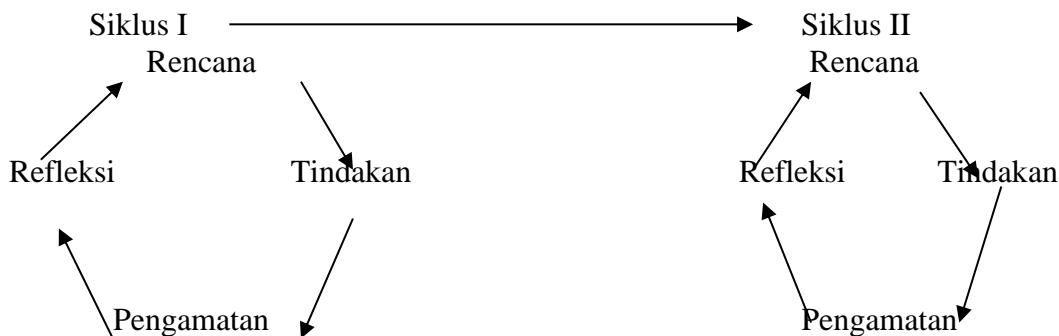 Siklus I Siklus II
Rencana Rencana
Refleksi Tindakan Refleksi Tindakan
Pengamatan Pengamatan